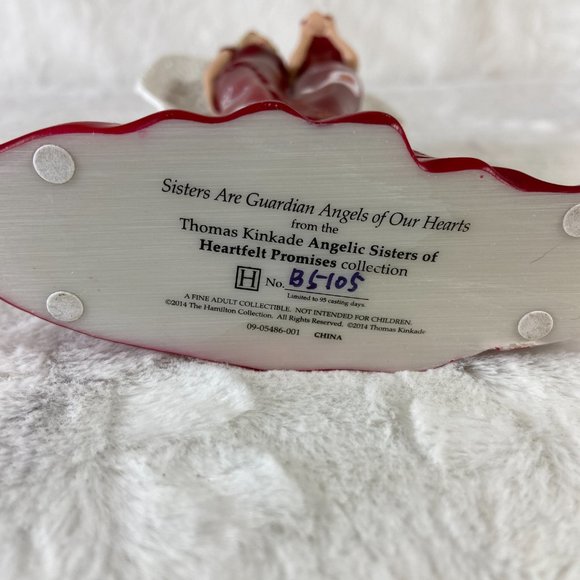 Sisters Are Guardian Angels of Our Hearts
from the
Thomas Kinkade Angelic Sisters of
Heartfelt Promises collection
H No. B5-105
Limited to 95 casting days.
A FINE ADULT COLLECTIBLE. NOT INTENDED FOR CHILDREN.
©2014 The Hamilton Collection. All Rights Reserved. ©2014 Thomas Kinkade
09-05486-001 CHINA